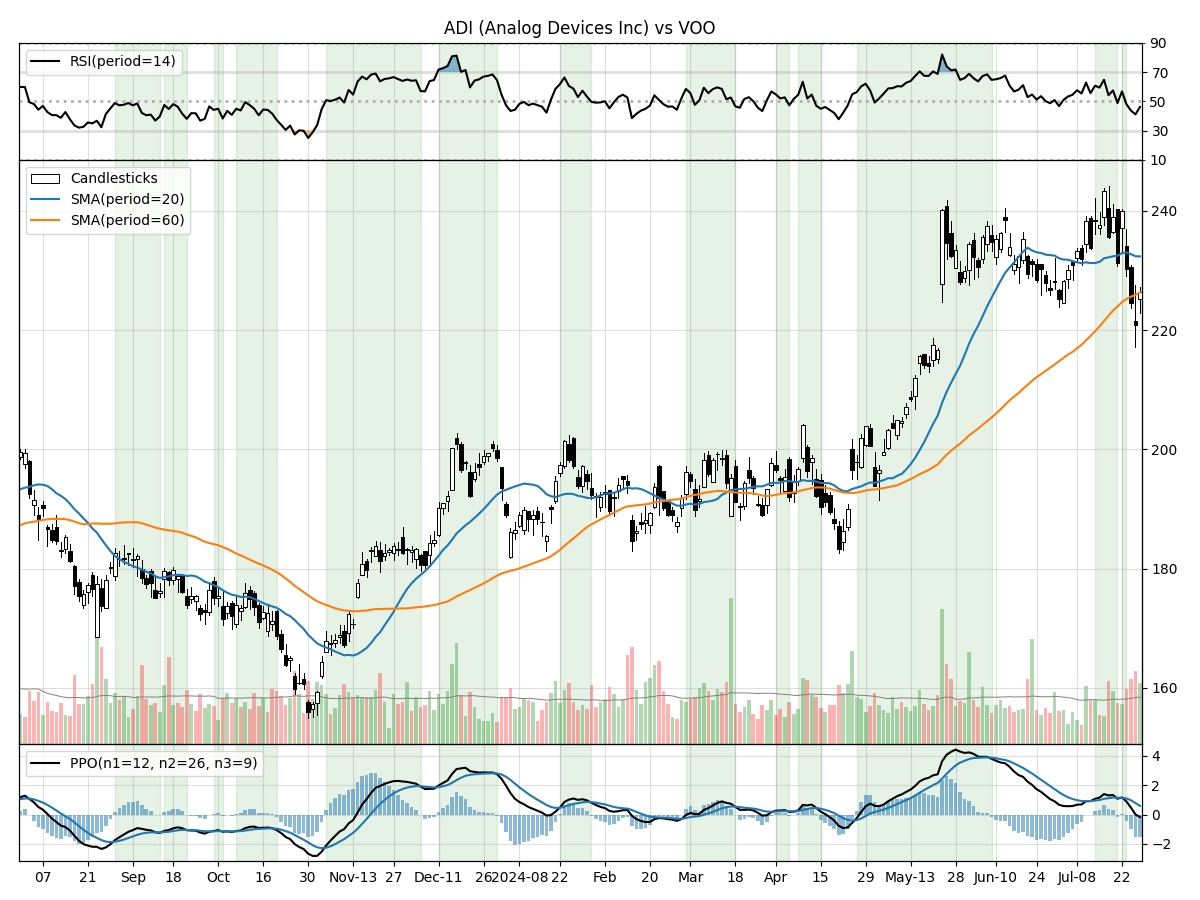 ADI (Analog Devices Inc) vs VOO
RSI(period=14)
90
70
50
30
10
Candlesticks
SMA(period=20)
SMA(period=60)
240
220
200
180
160
PPO(n1=12, n2=26, n3=9)
4
2
0
−2
07 21 Sep 18 Oct 16 30 Nov-13 27 Dec-11 26 2024-08 22 Feb 20 Mar 18 Apr 15 29 May-13 28 Jun-10 24 Jul-08 22